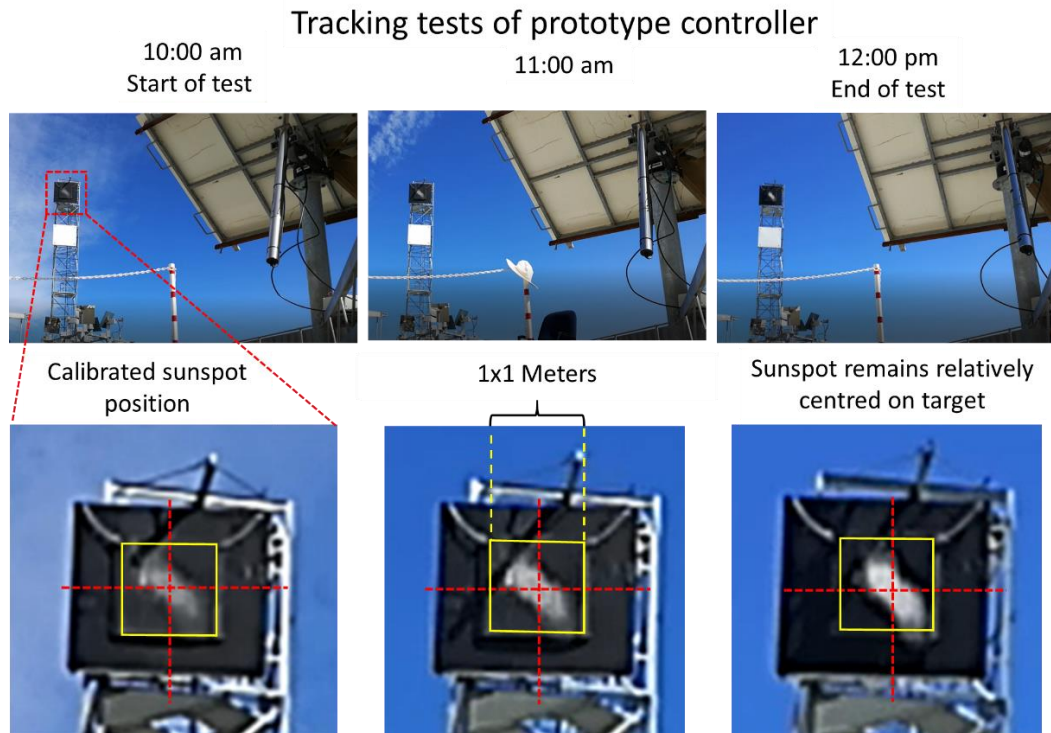 Tracking tests of prototype controller
10:00 am
Start of test
11:00 am
12:00 pm
End of test
Calibrated sunspot
position
1x1 Meters
Sunspot remains relatively
centred on target